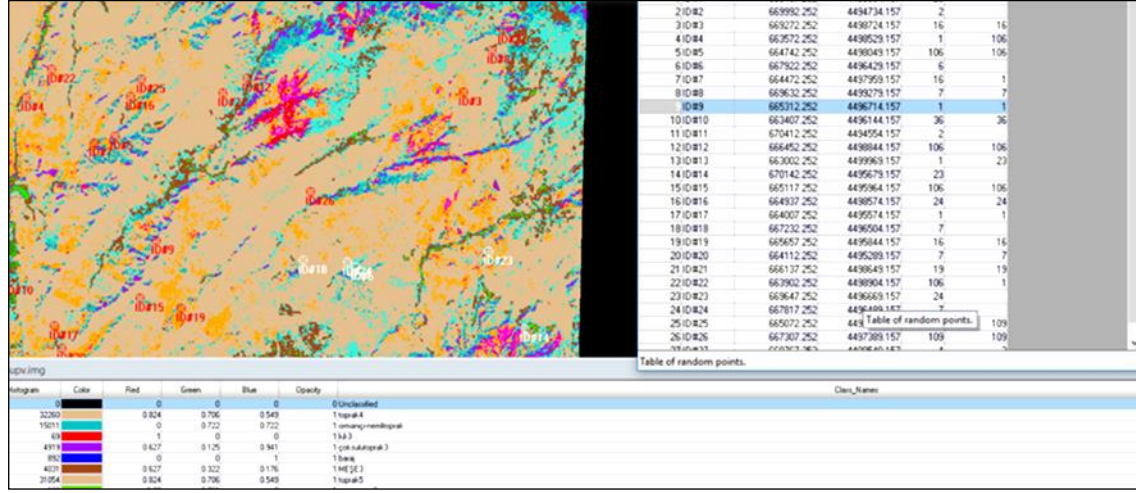 2 ID#2 669992.252 4494734.157 2
3 ID#3 669272.252 4498724.157 16 16
4 ID#4 663572.252 4498529.157 1 106
5 ID#5 664742.252 4498049.157 106 106
6 ID#6 667922.252 4496429.157 6
7 ID#7 664472.252 4497959.157 16 1
8 ID#8 669632.252 4499279.157 7 7
ID#9 665312.252 4496714.157 1 1
10 ID#10 663407.252 4496144.157 36 36
11 ID#11 670412.252 4494554.157 2
12 ID#12 666452.252 4498844.157 106 106
13 ID#13 663002.252 4499969.157 1 23
14 ID#14 670142.252 4495679.157 23
15 ID#15 665117.252 4495964.157 106 106
16 ID#16 664937.252 4498574.157 24 24
17 ID#17 664007.252 4495574.157 1 1
18 ID#18 667232.252 4496504.157 7
19 ID#19 665657.252 4495844.157 16 16
20 ID#20 664112.252 4495289.157 7 7
21 ID#21 666137.252 4498649.157 19 19
22 ID#22 663902.252 4498904.157 106 1
23 ID#23 669647.252 4496669.157 24
24 ID#24 667817.252 7
25 ID#25 665072.252 109
26 ID#26 667307.252 4497389.157 109 109
Table of random points.
Table of random points.
ID#22
ID#25
ID#16
ID#4
ID#12
ID#3
ID#26
ID#9
ID#18
ID#23
#10
ID#15
ID#19
ID#17
ID#14
upv.img
Histogram Color Red Green Blue Opacity Class_Names
0 0 0 0 0 Unclassified
32260 0.824 0.706 0.549 1 toprak4
15011 0 0.722 0.722 1
69 1 0 0 1
4919 0.627 0.125 0.941 1
892 0 0 1 1 baraj
4031 0.627 0.322 0.176 1 MEŞE3
31054 0.824 0.706 0.549 1 toprak5